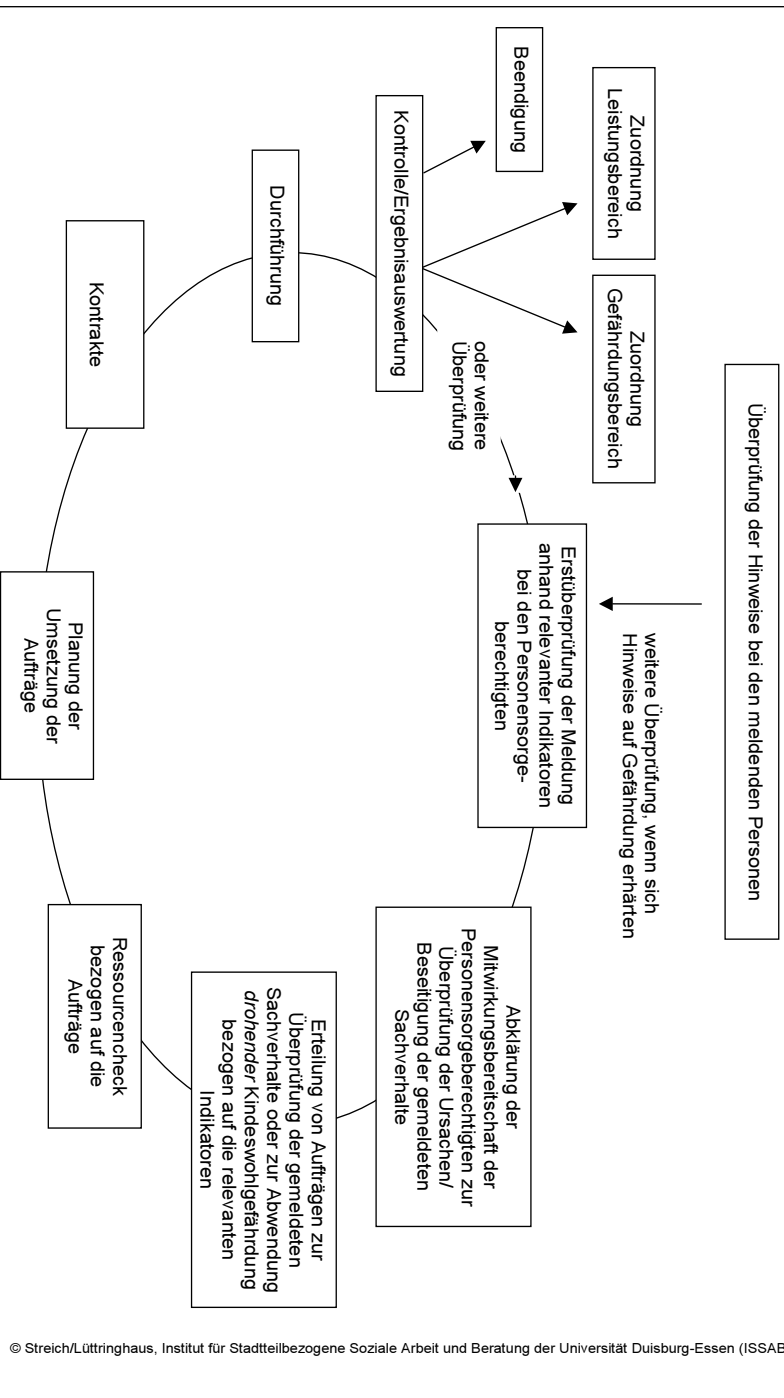 Überprüfung der Hinweise bei den meldenden Personen
weitere Überprüfung, wenn sich
Hinweise auf Gefährdung erhärten
Zuordnung
Leistungsbereich
Zuordnung
Gefährdungsbereich
Beendigung
Kontrolle/Ergebnisauswertung
oder weitere
Überprüfung
Erstüberprüfung der Meldung
anhand relevanter Indikatoren
bei den Personensorge-
berechtigten
Abklärung der
Mitwirkungsbereitschaft der
Personensorgeberechtigten zur
Überprüfung der Ursachen/
Beseitigung der gemeldeten
Sachverhalte
Erteilung von Aufträgen zur
Überprüfung der gemeldeten
Sachverhalte oder zur Abwendung
drohender Kindeswohlgefährdung
bezogen auf die relevanten
Indikatoren
Ressourcencheck
bezogen auf die
Aufträge
Planung der
Umsetzung der
Aufträge
Kontrakte
Durchführung
© Streich/Lüttringhaus, Institut für Stadtteilbezogene Soziale Arbeit und Beratung der Universität Duisburg-Essen (ISSAB